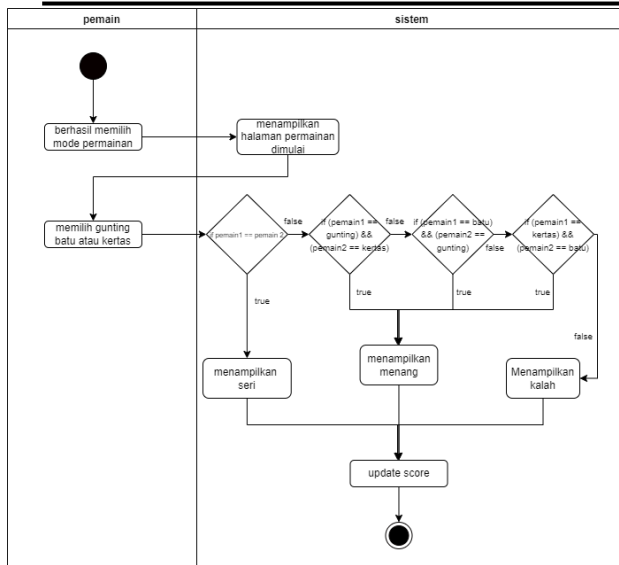 pemain
sistem
berhasil memilih
mode permainan
menampilkan
halaman permainan
dimulai
memilih gunting
batu atau kertas
if pemain1 == pemain 2
false
if (pemain1 ==
gunting) &&
(pemain2 == kertas)
false
if (pemain1 == batu)
&& (pemain2 ==
gunting)
false
if (pemain1 ==
kertas) &&
(pemain2 == batu)
true
true
true
true
false
menampilkan
seri
menampilkan
menang
Menampilkan
kalah
update score